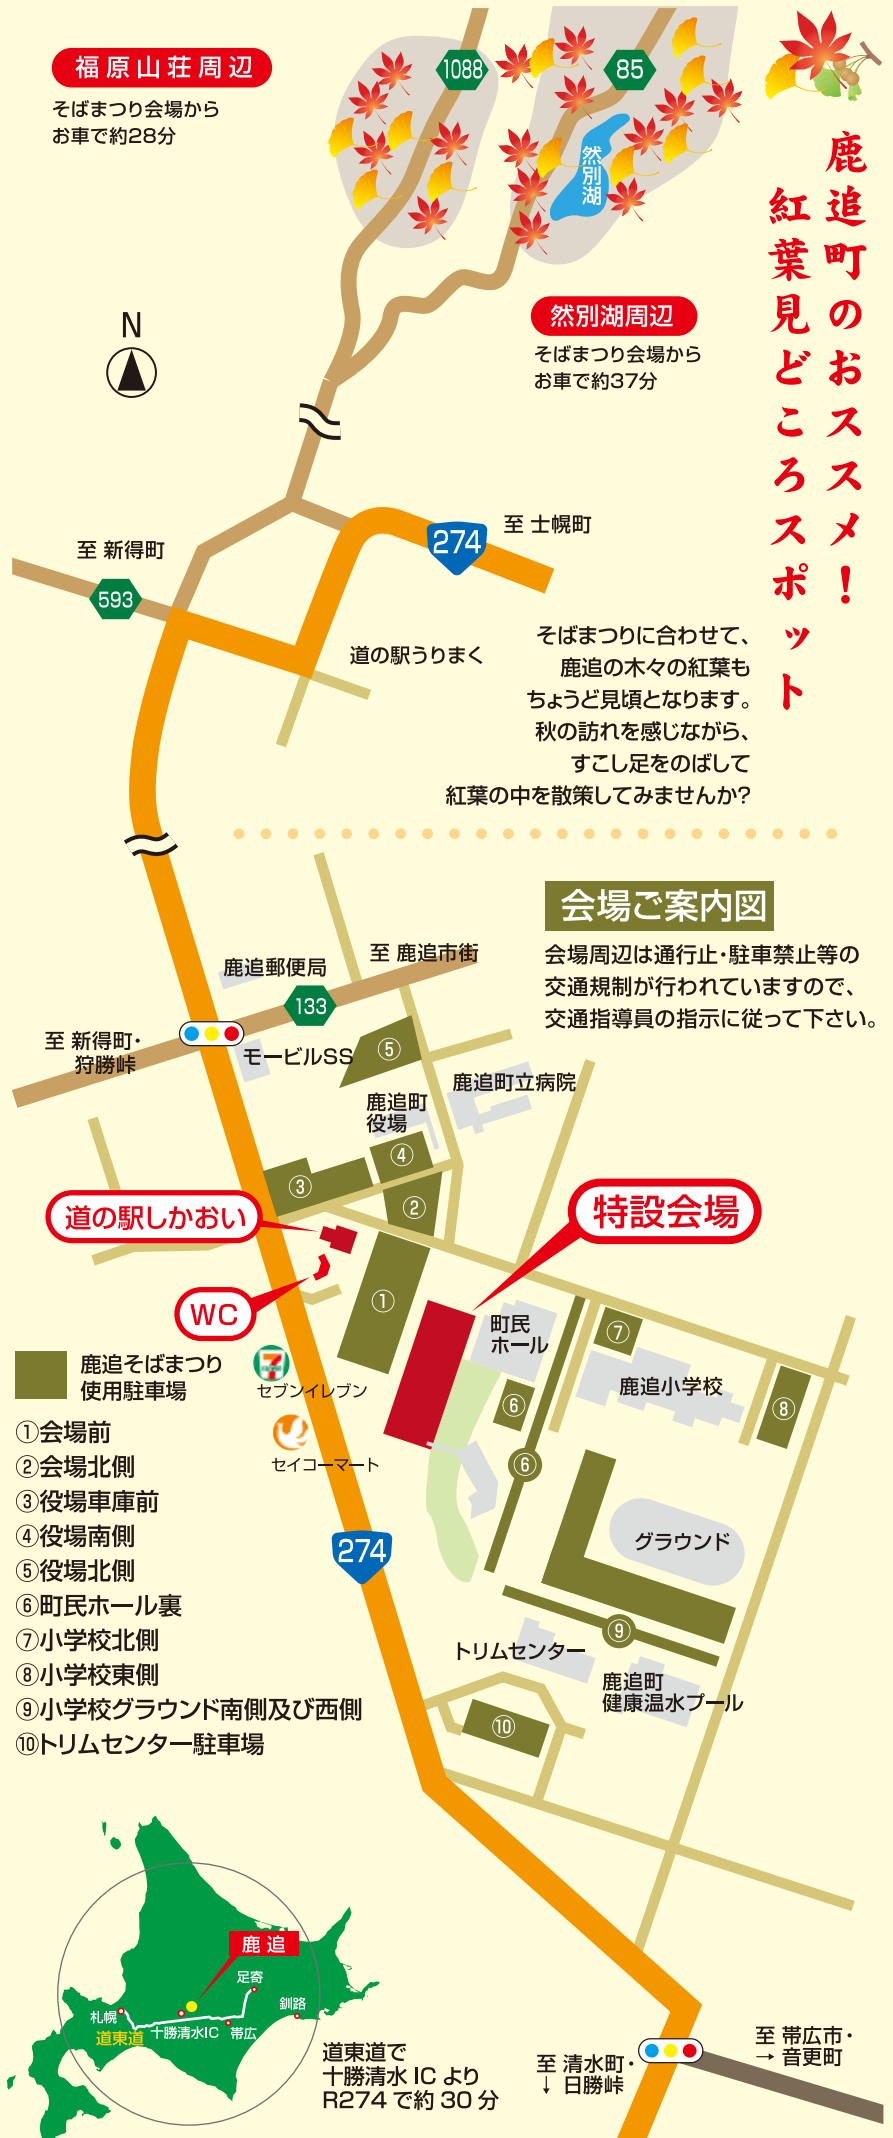 福原山荘周辺
そばまつり会場から
お車で約28分
1088
85
然別湖
鹿追町のおススメ！
紅葉見どころスポット
N
然別湖周辺
そばまつり会場から
お車で約37分
274
至 士幌町
至 新得町
593
道の駅うりまく
そばまつりに合わせて、
鹿追の木々の紅葉も
ちょうど見頃となります。
秋の訪れを感じながら、
すこし足をのばして
紅葉の中を散策してみませんか?
会場ご案内図
会場周辺は通行止・駐車禁止等の
交通規制が行われていますので、
交通指導員の指示に従って下さい。
至 鹿追市街
鹿追郵便局
133
至 新得町・
狩勝峠
モービルSS
⑤
鹿追町立病院
鹿追町
役場
④
③
②
道の駅しかおい
特設会場
WC
①
町民
ホール
⑦
鹿追小学校
⑧
⑥
⑥
鹿追そばまつり
使用駐車場
7
セブンイレブン
セイコーマート
①会場前
②会場北側
③役場車庫前
④役場南側
⑤役場北側
⑥町民ホール裏
⑦小学校北側
⑧小学校東側
⑨小学校グラウンド南側及び西側
⑩トリムセンター駐車場
274
グラウンド
⑨
トリムセンター
鹿追町
健康温水プール
⑩
鹿追
足寄
釧路
札幌
道東道
十勝清水IC
帯広
道東道で
十勝清水 IC より
R274 で約 30 分
至 清水町・
↓ 日勝峠
至 帯広市・
→ 音更町